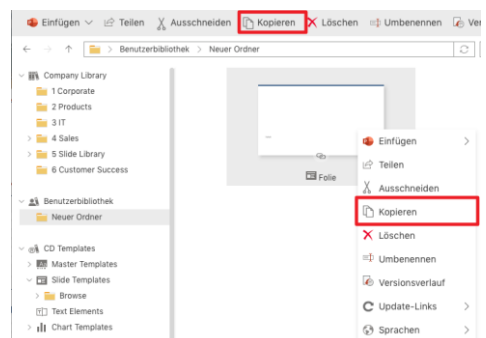 Einfügen Teilen Ausschneiden Kopieren Löschen Umbenennen
Benutzerbibliothek > Neuer Ordner
Company Library
1 Corporate
2 Products
3 IT
4 Sales
5 Slide Library
6 Customer Success
Benutzerbibliothek
Neuer Ordner
CD Templates
Master Templates
Slide Templates
Browse
Text Elements
Chart Templates
Folie
Einfügen
Teilen
Ausschneiden
Kopieren
Löschen
Umbenennen
Versionsverlauf
Update-Links
Sprachen